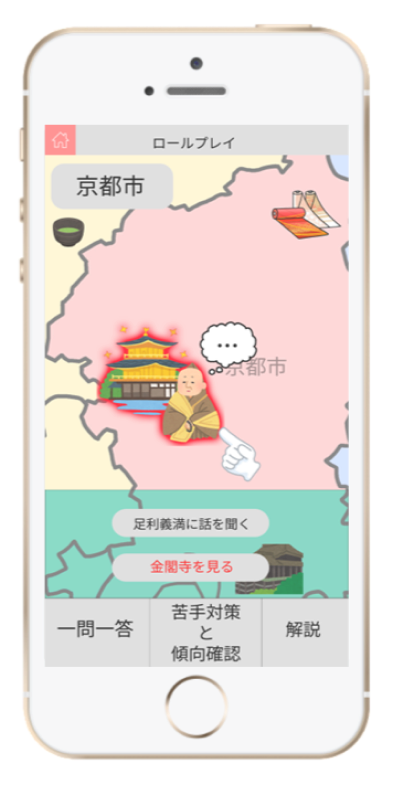 ロールプレイ
京都市
...
京都市
足利義満に話を聞く
金閣寺を見る
一問一答
苦手対策
と
傾向確認
解説